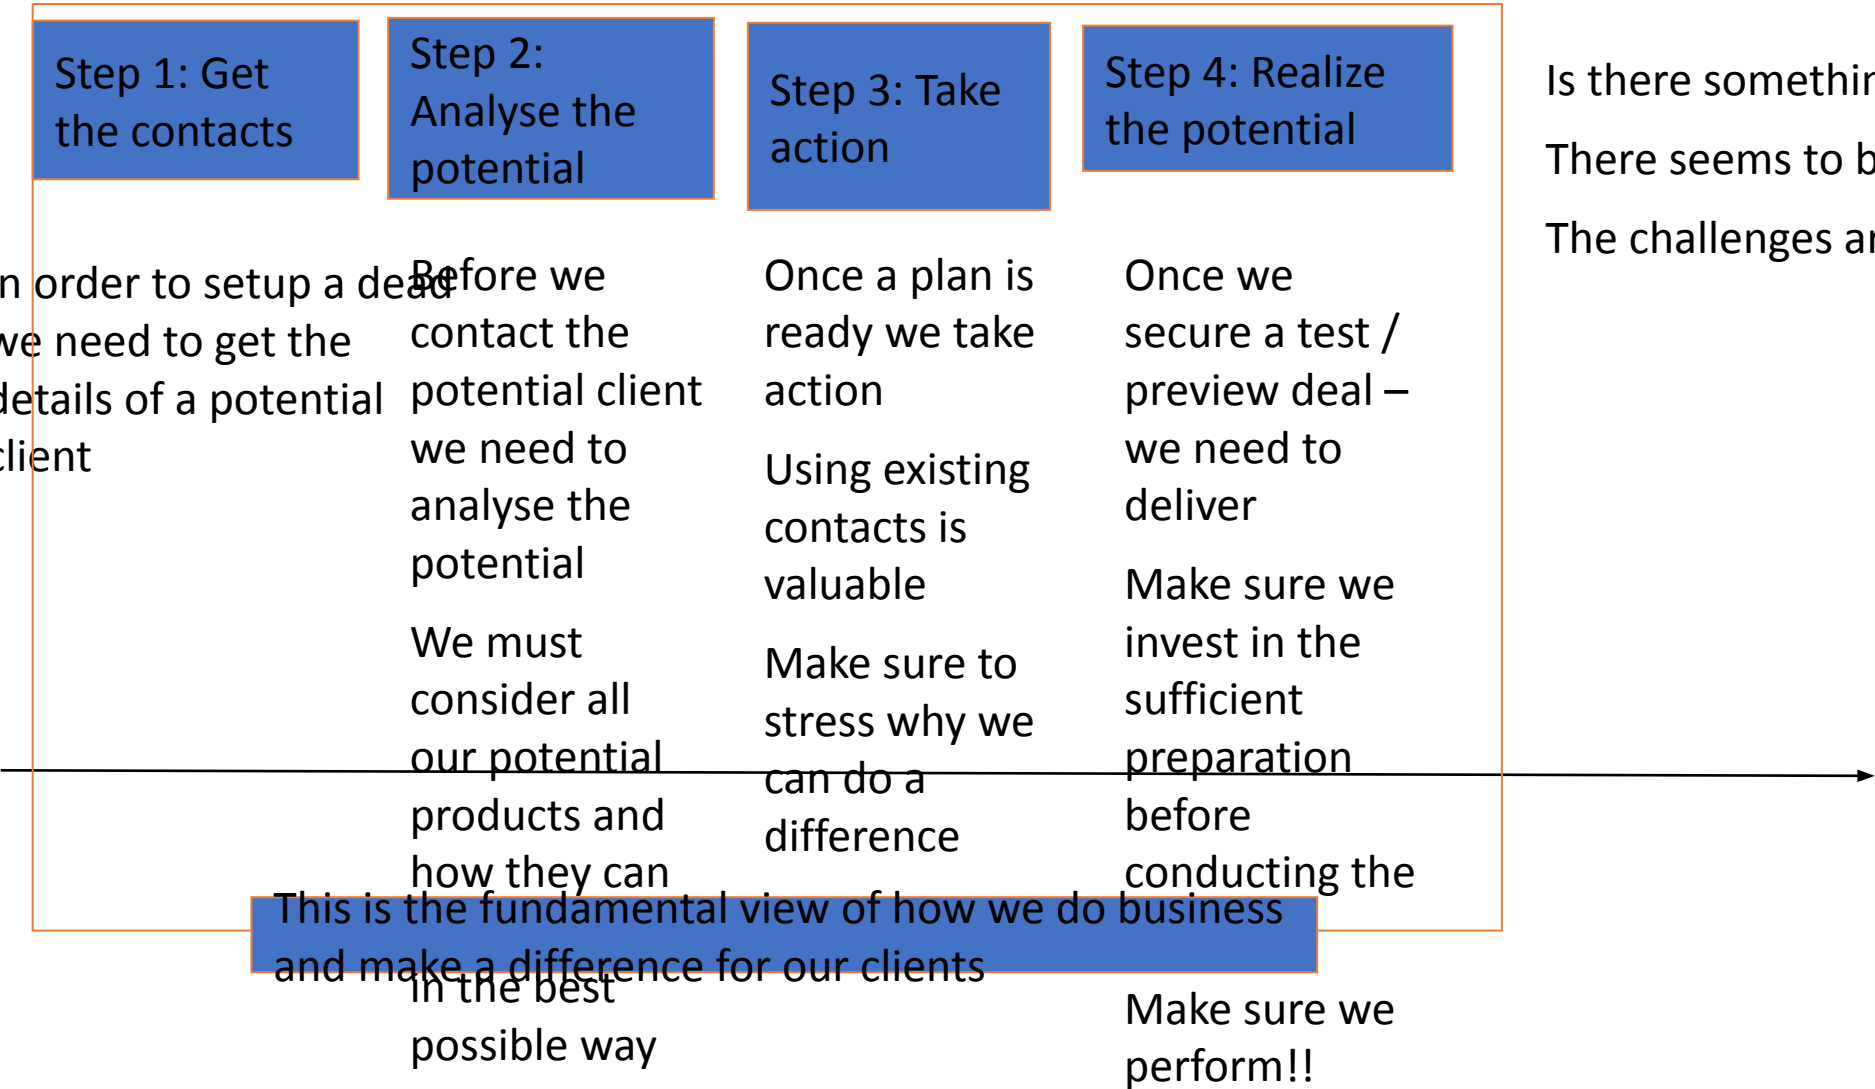 Step 1: Get
the contacts
Step 2:
Analyse the
potential
Step 3: Take
action
Step 4: Realize
the potential
n order to setup a dead
we need to get the
details of a potential
client
Before we
contact the
potential client
we need to
analyse the
potential
We must
consider all
our potential
products and
how they can
in the best
possible way
Once a plan is
ready we take
action
Using existing
contacts is
valuable
Make sure to
stress why we
can do a
difference
Once we
secure a test /
preview deal –
we need to
deliver
Make sure we
invest in the
sufficient
preparation
before
conducting the
Make sure we
perform!!
This is the fundamental view of how we do business
and make a difference for our clients
Is there somethin
There seems to b
The challenges ar